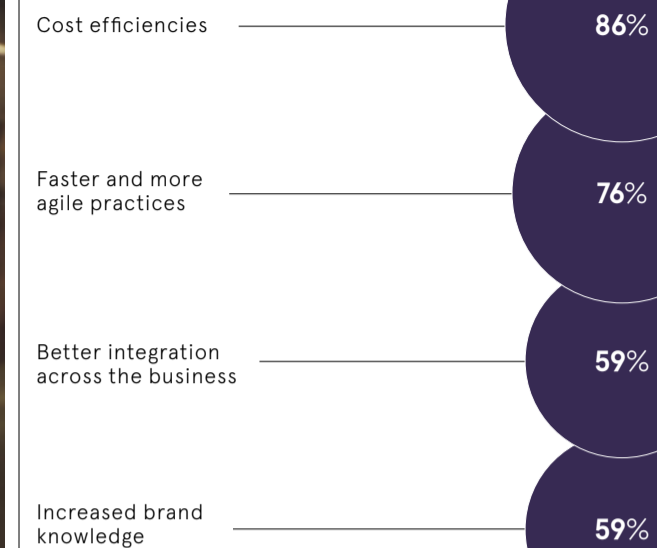 Cost efficiencies
86%
Faster and more
agile practices
76%
Better integration
across the business
59%
Increased brand
knowledge
59%